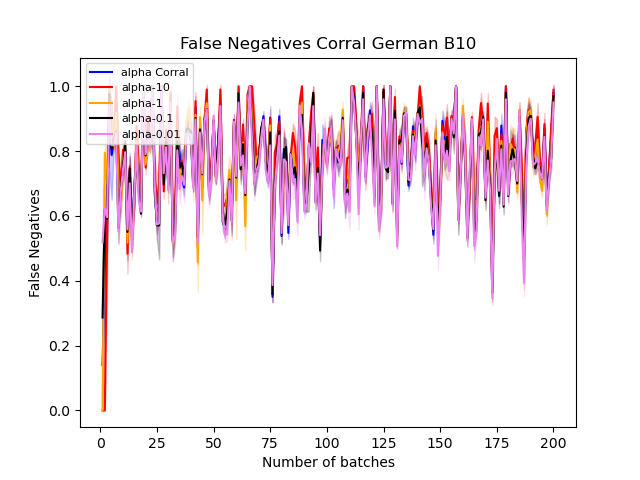 False Negatives Corral German B10
alpha Corral
alpha-10
alpha-1
alpha-0.1
alpha-0.01
1.0
0.8
0.6
0.4
0.2
0.0
False Negatives
0 25 50 75 100 125 150 175 200
Number of batches